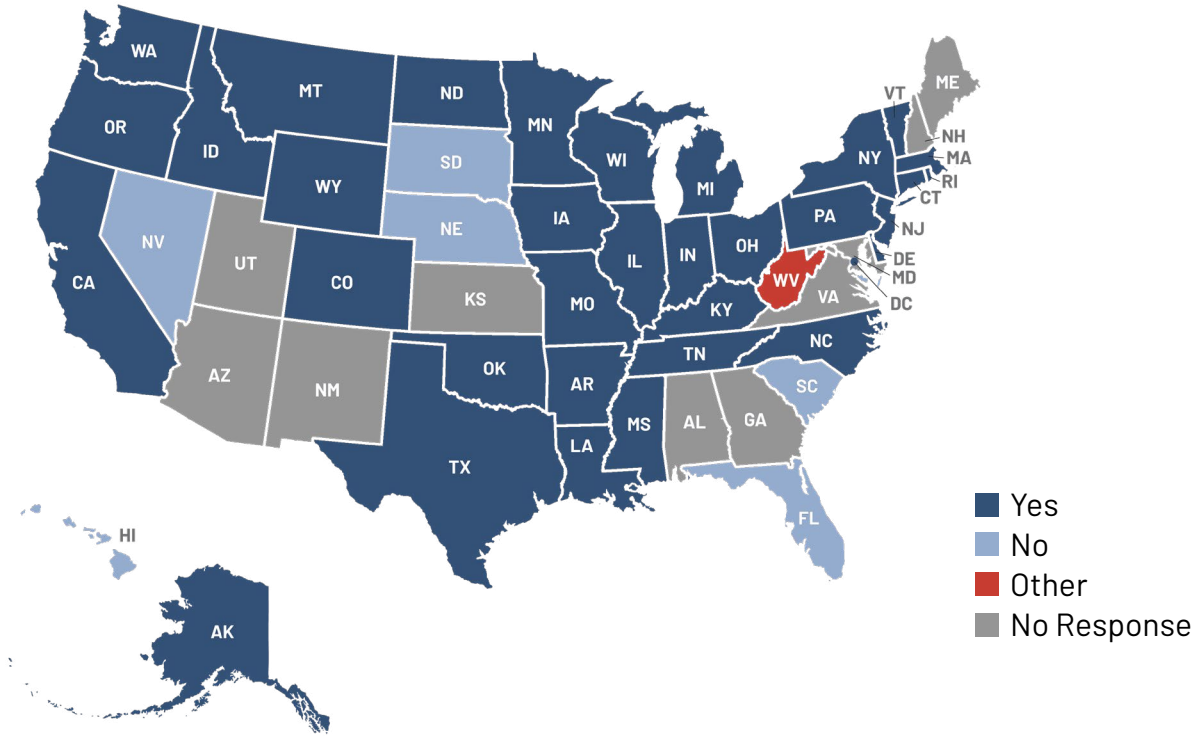 WA
MT
ND
MN
OR
ID
SD
WI
WY
MI
VT
ME
NH
NY
MA
RI
CT
NV
NE
IA
PA
NJ
UT
CO
IL
IN
OH
DE
MD
CA
KS
MO
KY
WV
VA
DC
AZ
NM
OK
AR
TN
NC
SC
TX
LA
MS
AL
GA
FL
HI
AK
Yes
No
Other
No Response